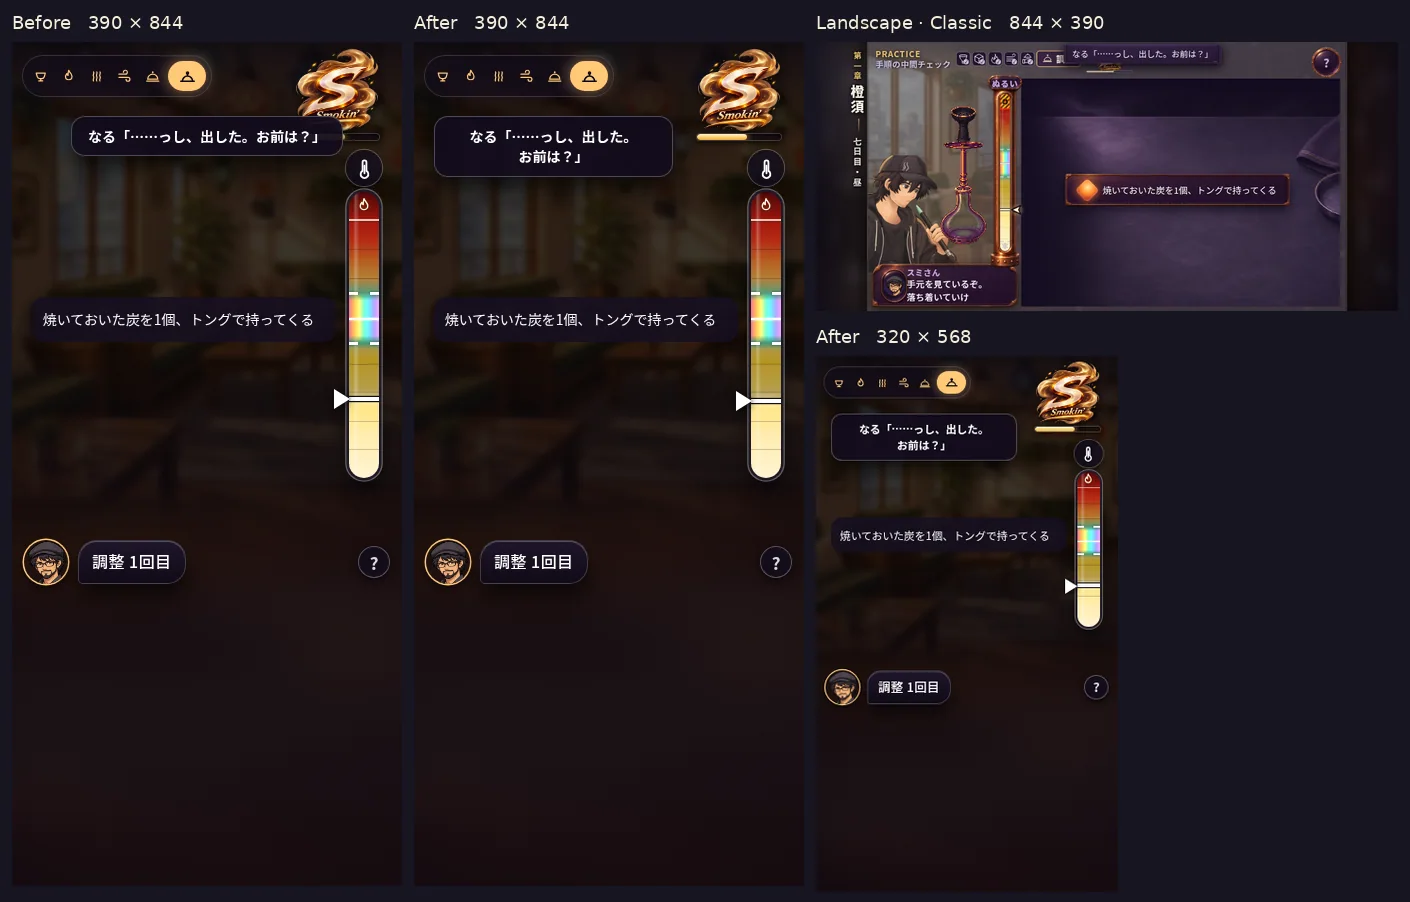 Before 390 × 844
Smokin'
なる「……っし、出した。お前は？」
焼いておいた炭を1個、トングで持ってくる
調整 1回目
?
After 390 × 844
Smokin'
なる「……っし、出した。
お前は？」
焼いておいた炭を1個、トングで持ってくる
調整 1回目
?
Landscape · Classic 844 × 390
第一章 橙須 七日目・昼
PRACTICE
手順の中間チェック
なる「……っし、出した。お前は？」
?
ぬるい
焼いておいた炭を1個、トングで持ってくる
スミさん
手元を見ているぞ。
落ち着いていけ
After 320 × 568
Smokin'
なる「……っし、出した。
お前は？」
焼いておいた炭を1個、トングで持ってくる
調整 1回目
?